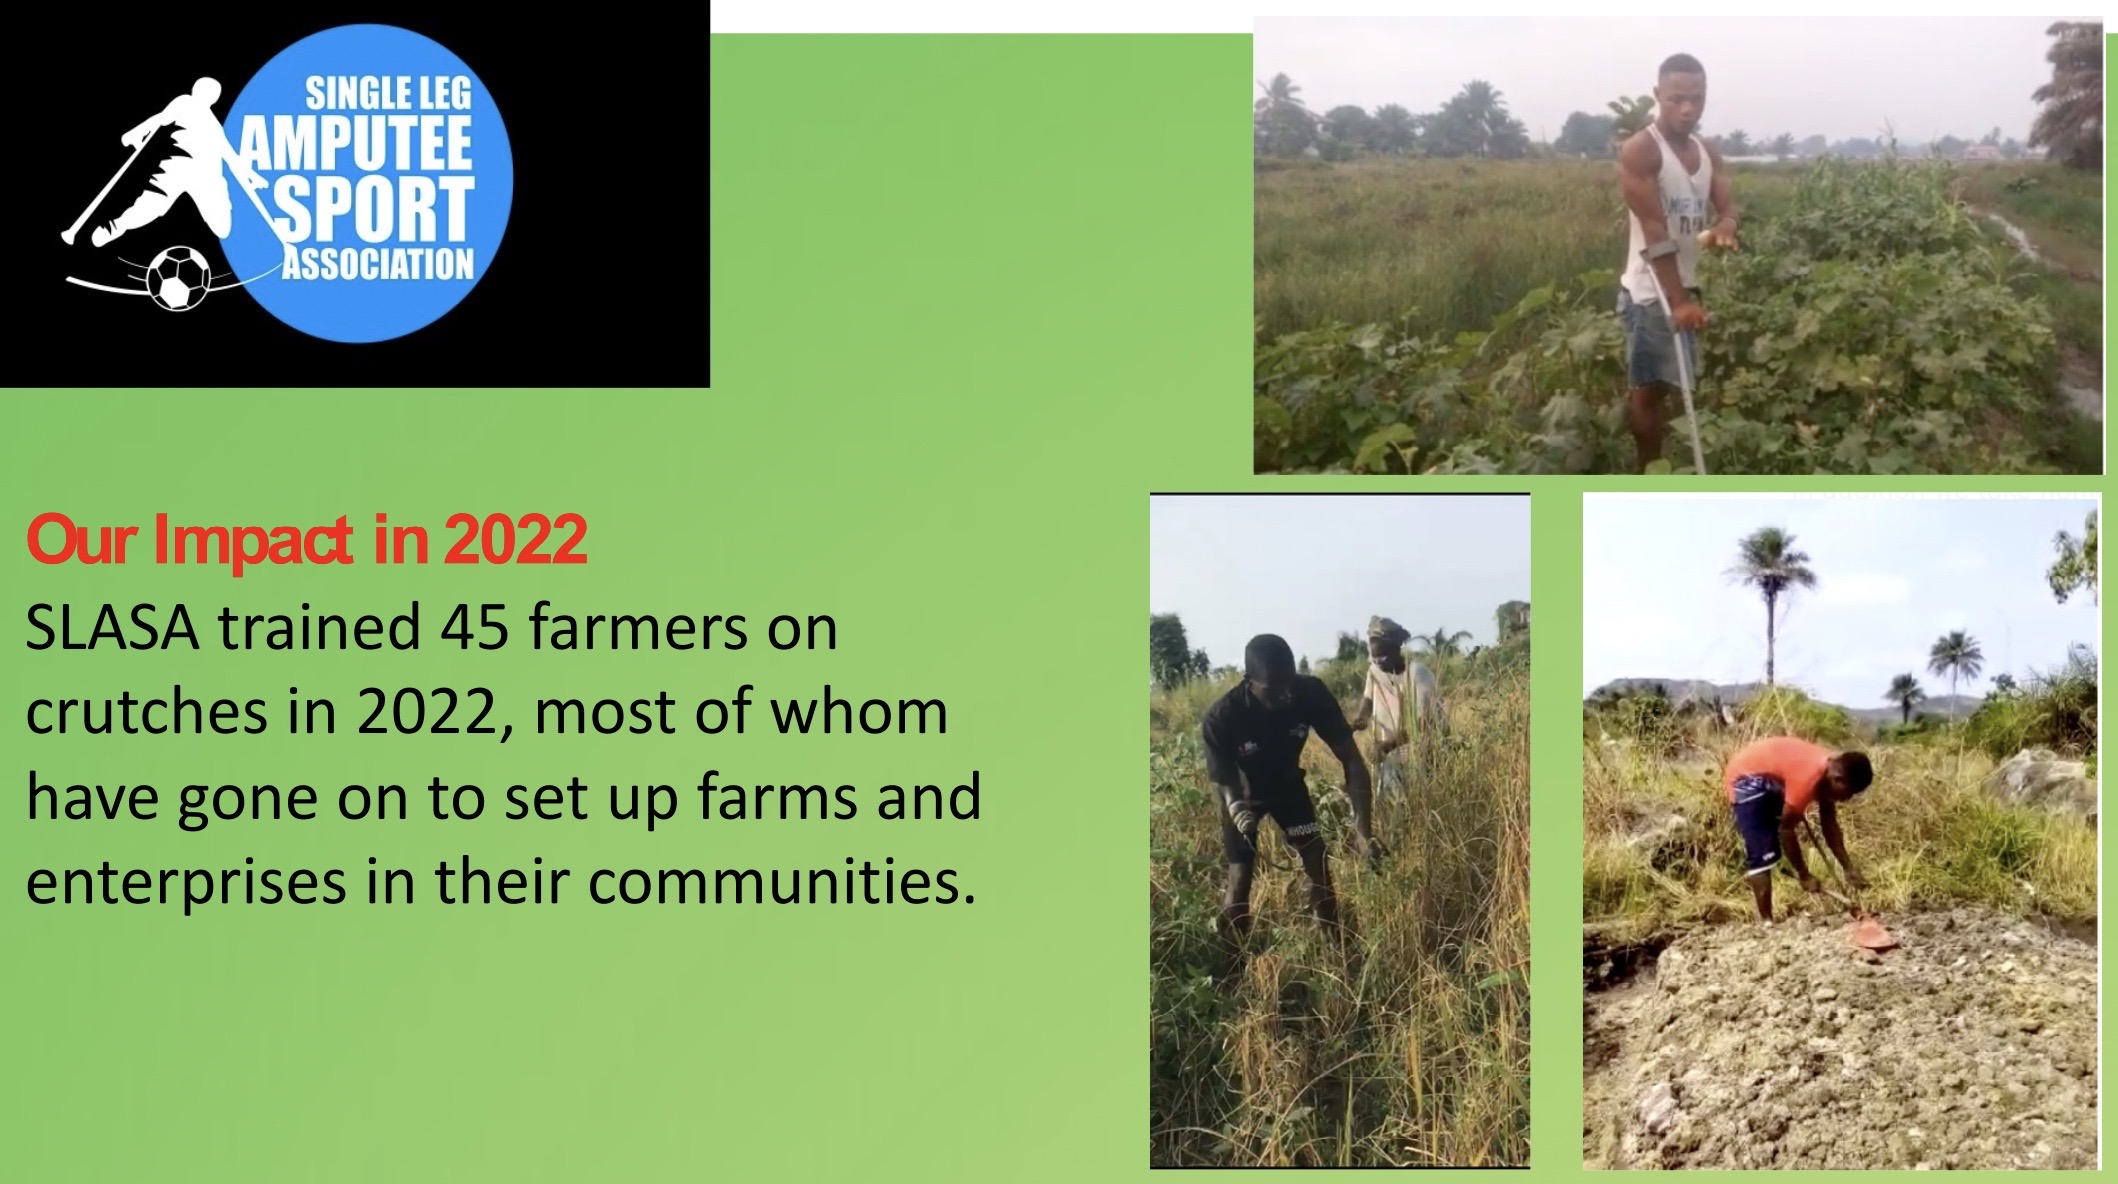 SINGLE LEG
AMPUTEE
SPORT
ASSOCIATION
Our Impact in 2022
SLASA trained 45 farmers on
crutches in 2022, most of whom
have gone on to set up farms and
enterprises in their communities.